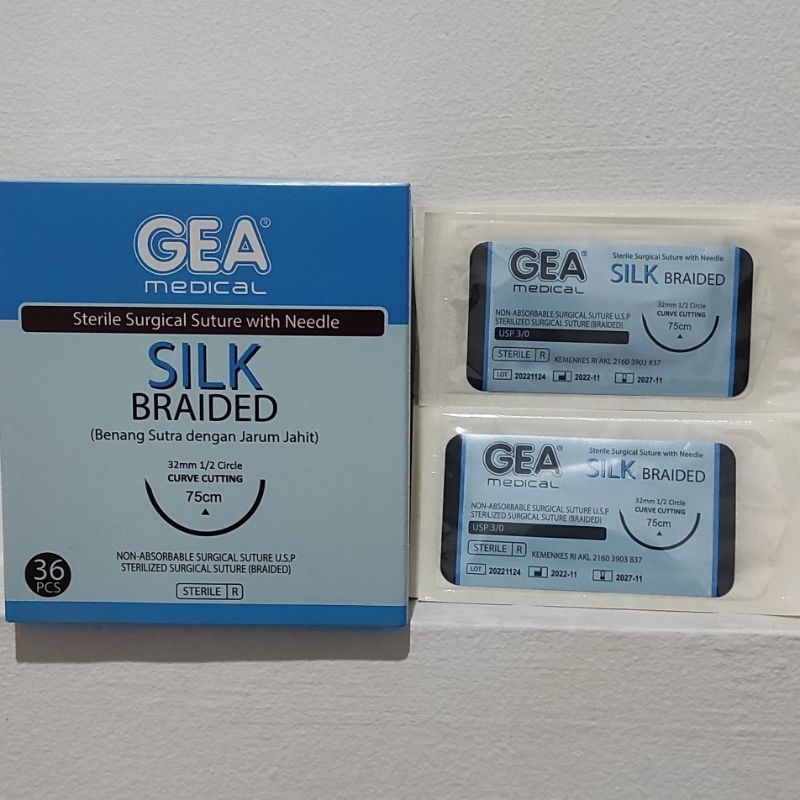 GEA®
medical
Sterile Surgical Suture with Needle
SILK
BRAIDED
(Benang Sutra dengan Jarum Jahit)
32mm 1/2 Circle
CURVE CUTTING
75cm
NON-ABSORBABLE SURGICAL SUTURE U.S.P
STERILIZED SURGICAL SUTURE (BRAIDED)
36
PCS
STERILE R
GEA®
medical
Sterile Surgical Suture with Needle
SILK BRAIDED
32mm 1/2 Circle
CURVE CUTTING
75cm
NON-ABSORBABLE SURGICAL SUTURE U.S.P
STERILIZED SURGICAL SUTURE (BRAIDED)
USP 3/0
STERILE R KEMENKES RI AKL 2160 3903 837
LOT 20221124 2022-11 2027-11
GEA®
medical
Sterile Surgical Suture with Needle
SILK BRAIDED
32mm 1/2 Circle
CURVE CUTTING
75cm
NON-ABSORBABLE SURGICAL SUTURE U.S.P
STERILIZED SURGICAL SUTURE (BRAIDED)
USP 3/0
STERILE R KEMENKES RI AKL 2160 3903 837
LOT 20221124 2022-11 2027-11